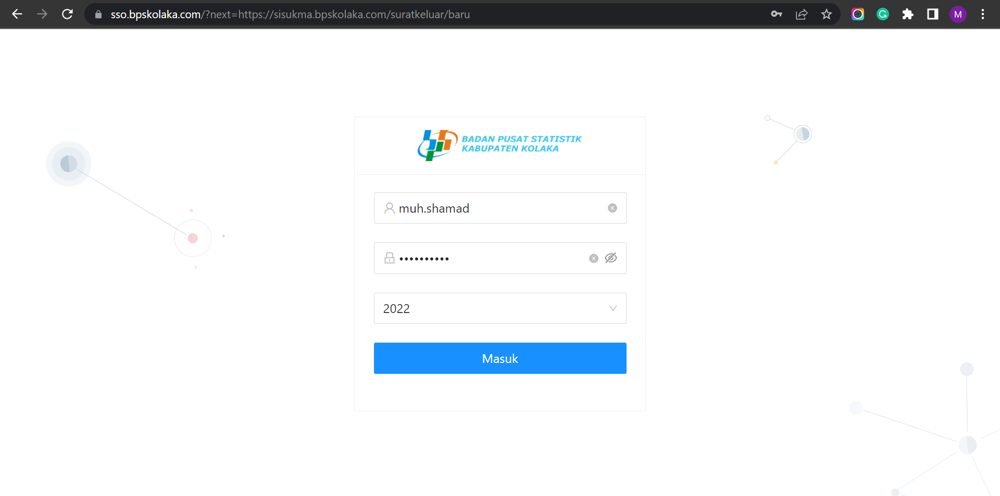 sso.bpskolaka.com/?next=https://sisukma.bpskolaka.com/suratkeluar/baru
M
BADAN PUSAT STATISTIK
KABUPATEN KOLAKA
muh.shamad
••••••••••
2022
Masuk